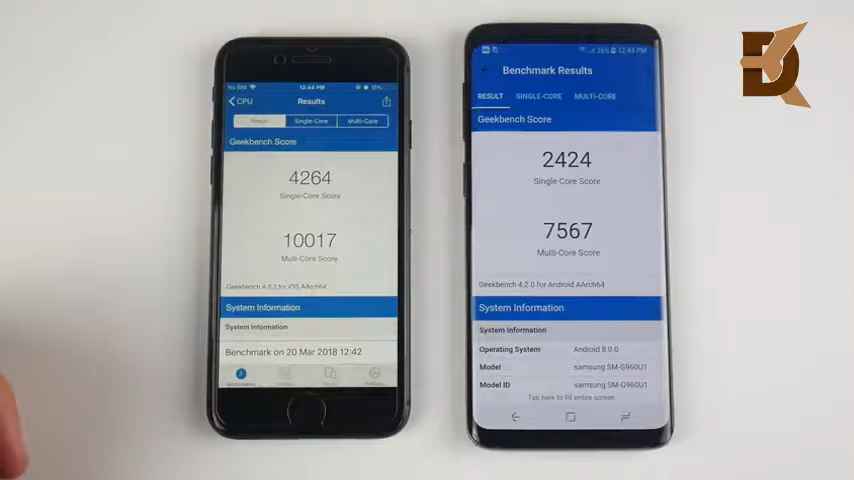 No SIM 12:44 PM
CPU Results
Result Single-Core Multi-Core
Geekbench Score
4264
Single-Core Score
10017
Multi-Core Score
Geekbench 4.2.2 for iOS AArch64
System Information
System Information
Benchmark on 20 Mar 2018 12:42
36% 12:44 PM
Benchmark Results
RESULT SINGLE-CORE MULTI-CORE
Geekbench Score
2424
Single-Core Score
7567
Multi-Core Score
Geekbench 4.2.0 for Android AArch64
System Information
System Information
Operating System Android 8.0.0
Model samsung SM-G960U1
Model ID samsung SM-G960U1
Tap here to fill entire screen.
DK